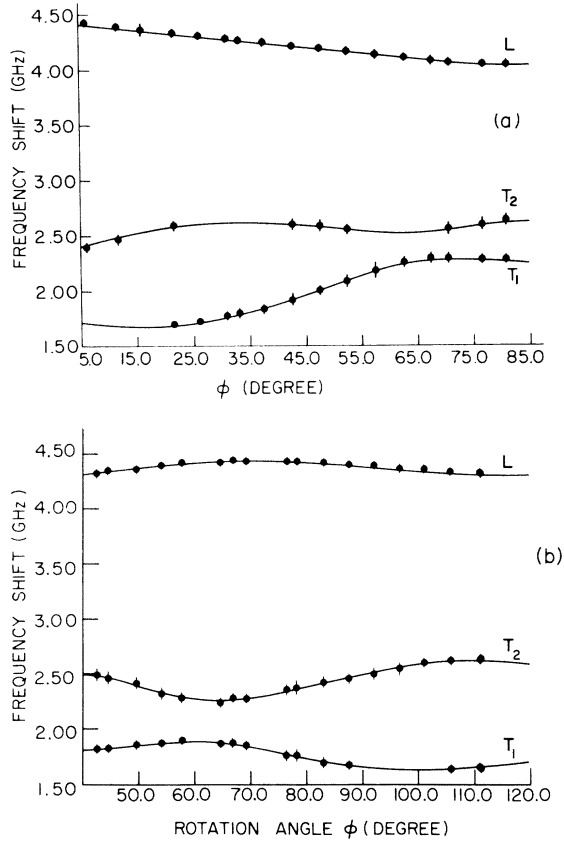 4.50
4.00
3.50
3.00
2.50
2.00
1.50
FREQUENCY SHIFT (GHz)
L
(a)
T2
T1
5.0 15.0 25.0 35.0 45.0 55.0 65.0 75.0 85.0
ϕ (DEGREE)
4.50
4.00
3.50
3.00
2.50
2.00
1.50
FREQUENCY SHIFT (GHz)
L
(b)
T2
T1
50.0 60.0 70.0 80.0 90.0 100.0 110.0 120.0
ROTATION ANGLE ϕ (DEGREE)